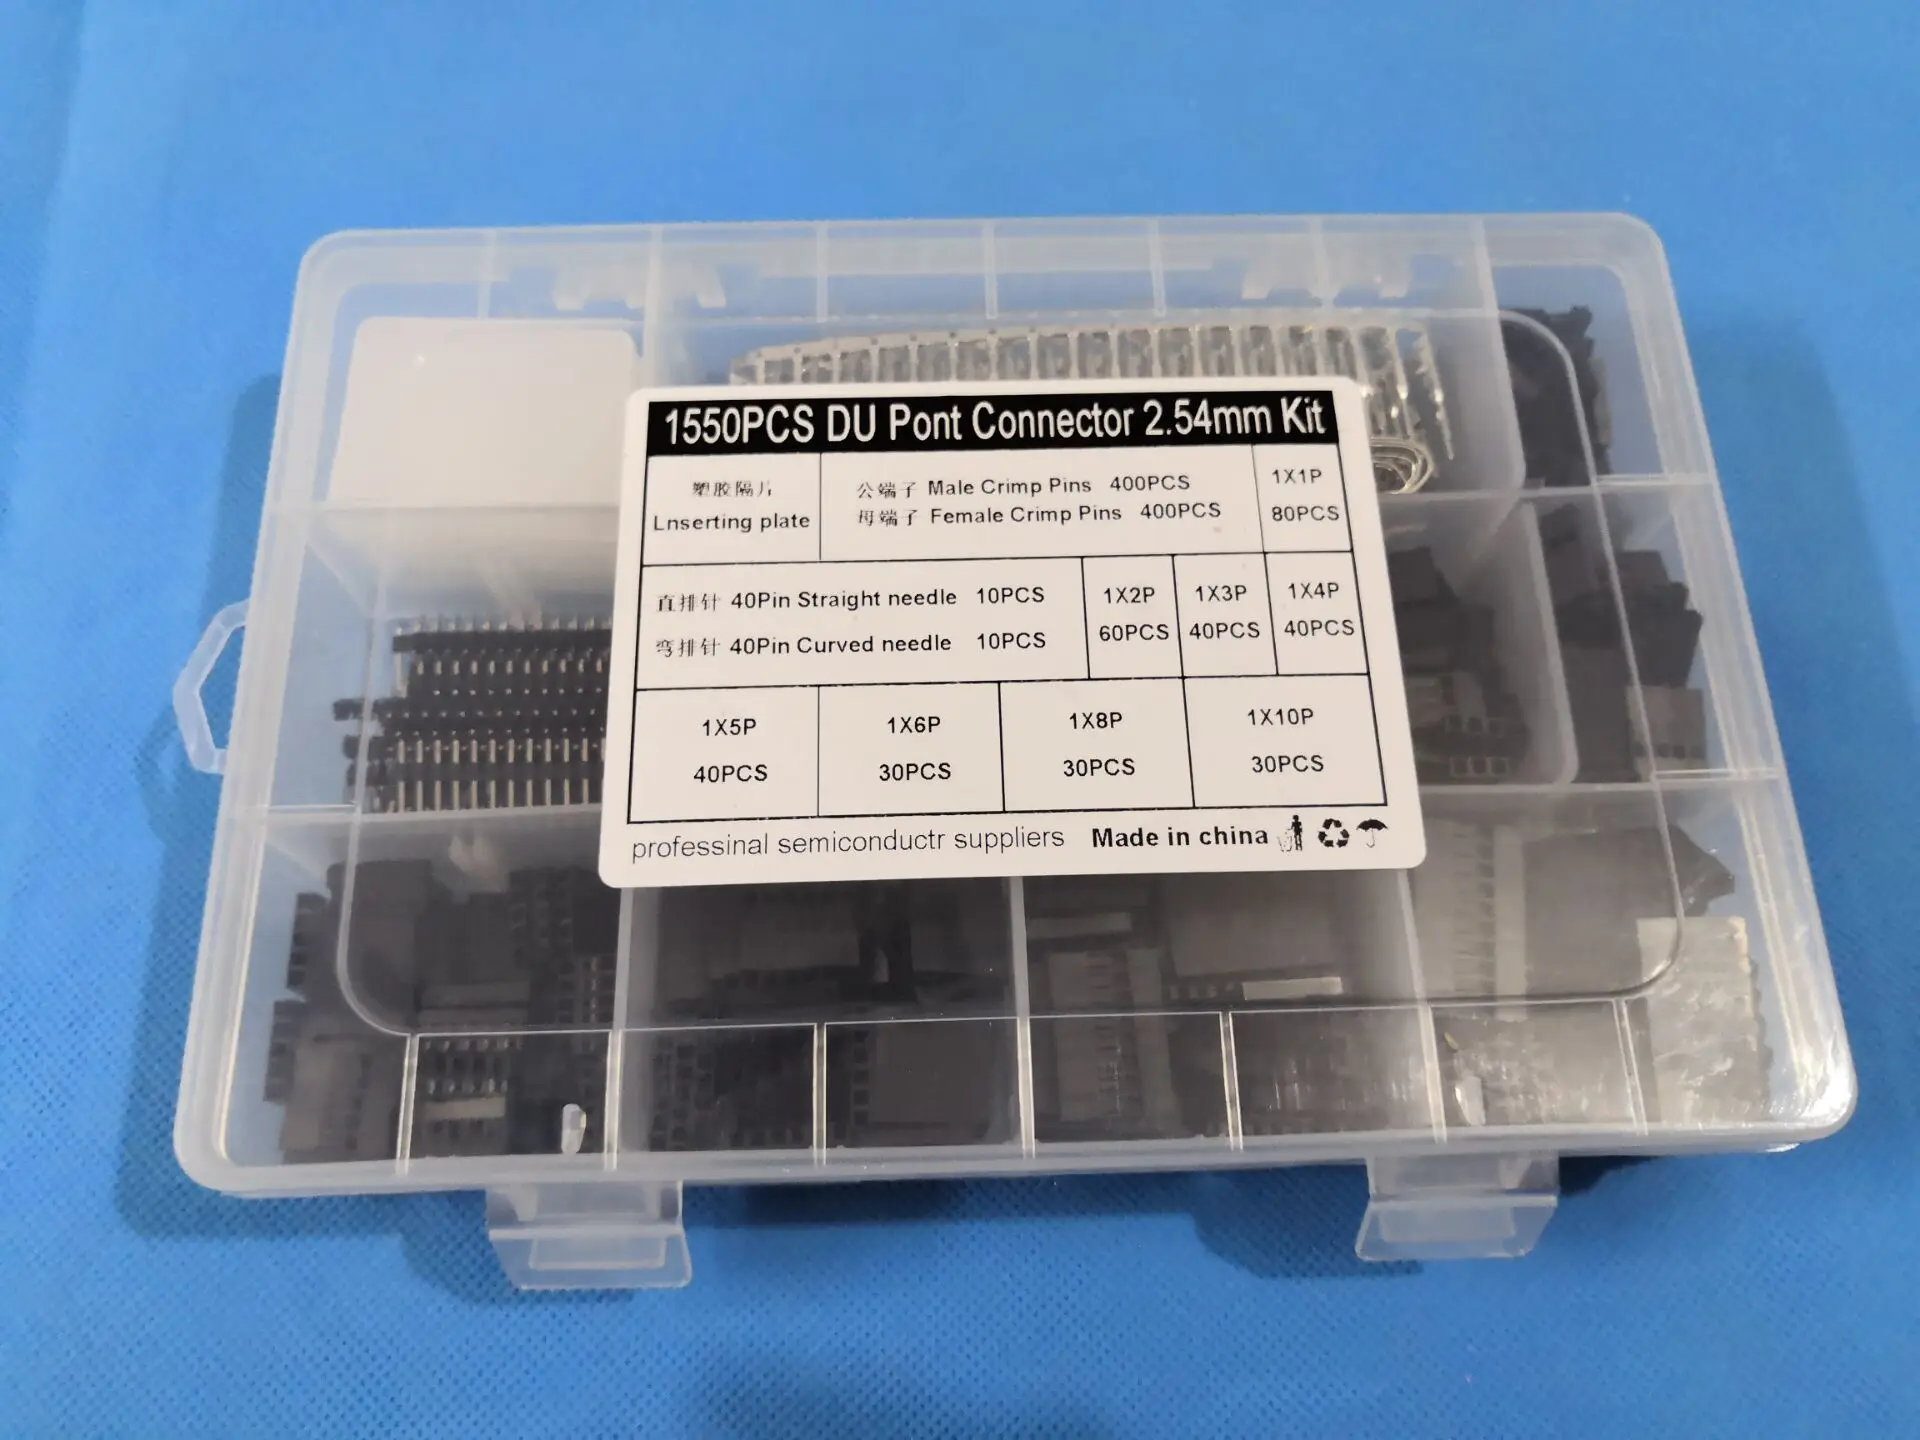 1550PCS DU Pont Connector 2.54mm Kit
塑胶隔片
Lnserting plate
公端子 Male Crimp Pins 400PCS
母端子 Female Crimp Pins 400PCS
1X1P
80PCS
直排针 40Pin Straight needle 10PCS
弯排针 40Pin Curved needle 10PCS
1X2P
60PCS
1X3P
40PCS
1X4P
40PCS
1X5P
40PCS
1X6P
30PCS
1X8P
30PCS
1X10P
30PCS
professinal semiconductr suppliers Made in china